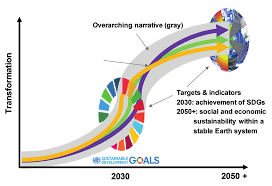 Overarching narrative (gray)
Transformation
Targets & indicators
2030: achievement of SDGs
2050+: social and economic
sustainability within a
stable Earth system
SUSTAINABLE
DEVELOPMENT
GOALS
2030
2050 +